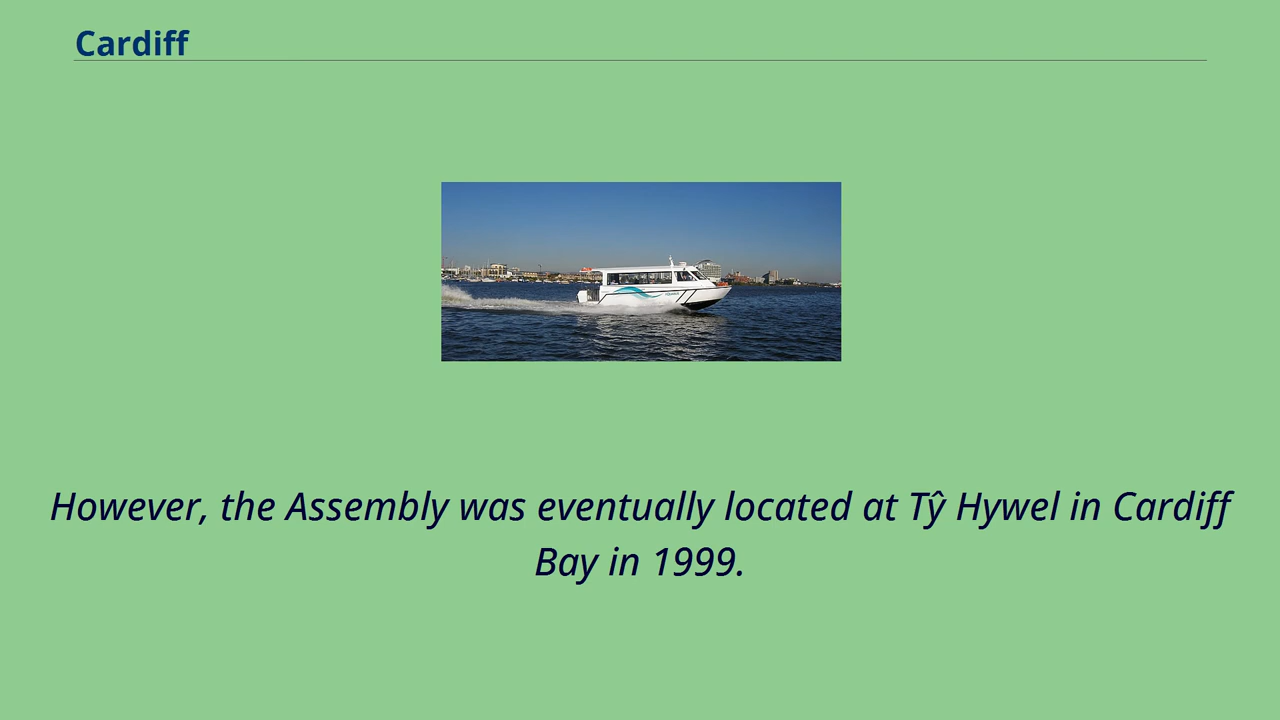 Cardiff
However, the Assembly was eventually located at Tŷ Hywel in Cardiff
Bay in 1999.